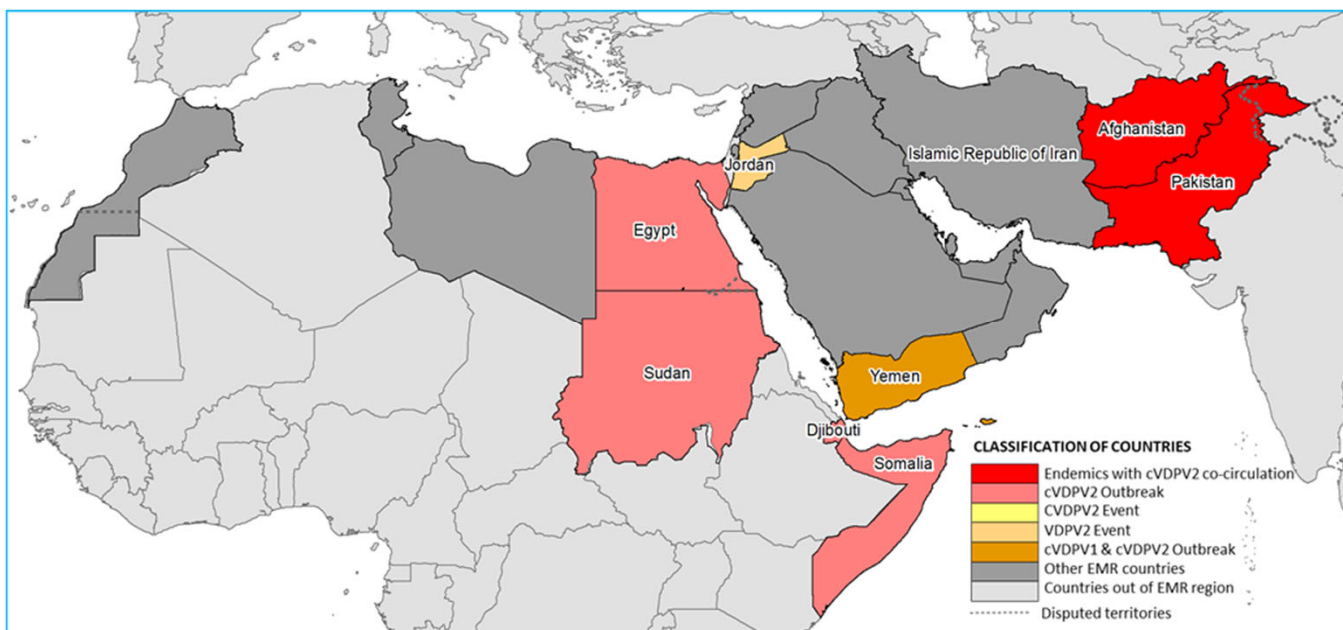 Afghanistan
Islamic Republic of Iran
Jordan
Pakistan
Egypt
Sudan
Yemen
Djibouti
Somalia
CLASSIFICATION OF COUNTRIES
Endemics with cVDPV2 co-circulation
cVDPV2 Outbreak
CVDPV2 Event
VDPV2 Event
cVDPV1 & cVDPV2 Outbreak
Other EMR countries
Countries out of EMR region
Disputed territories